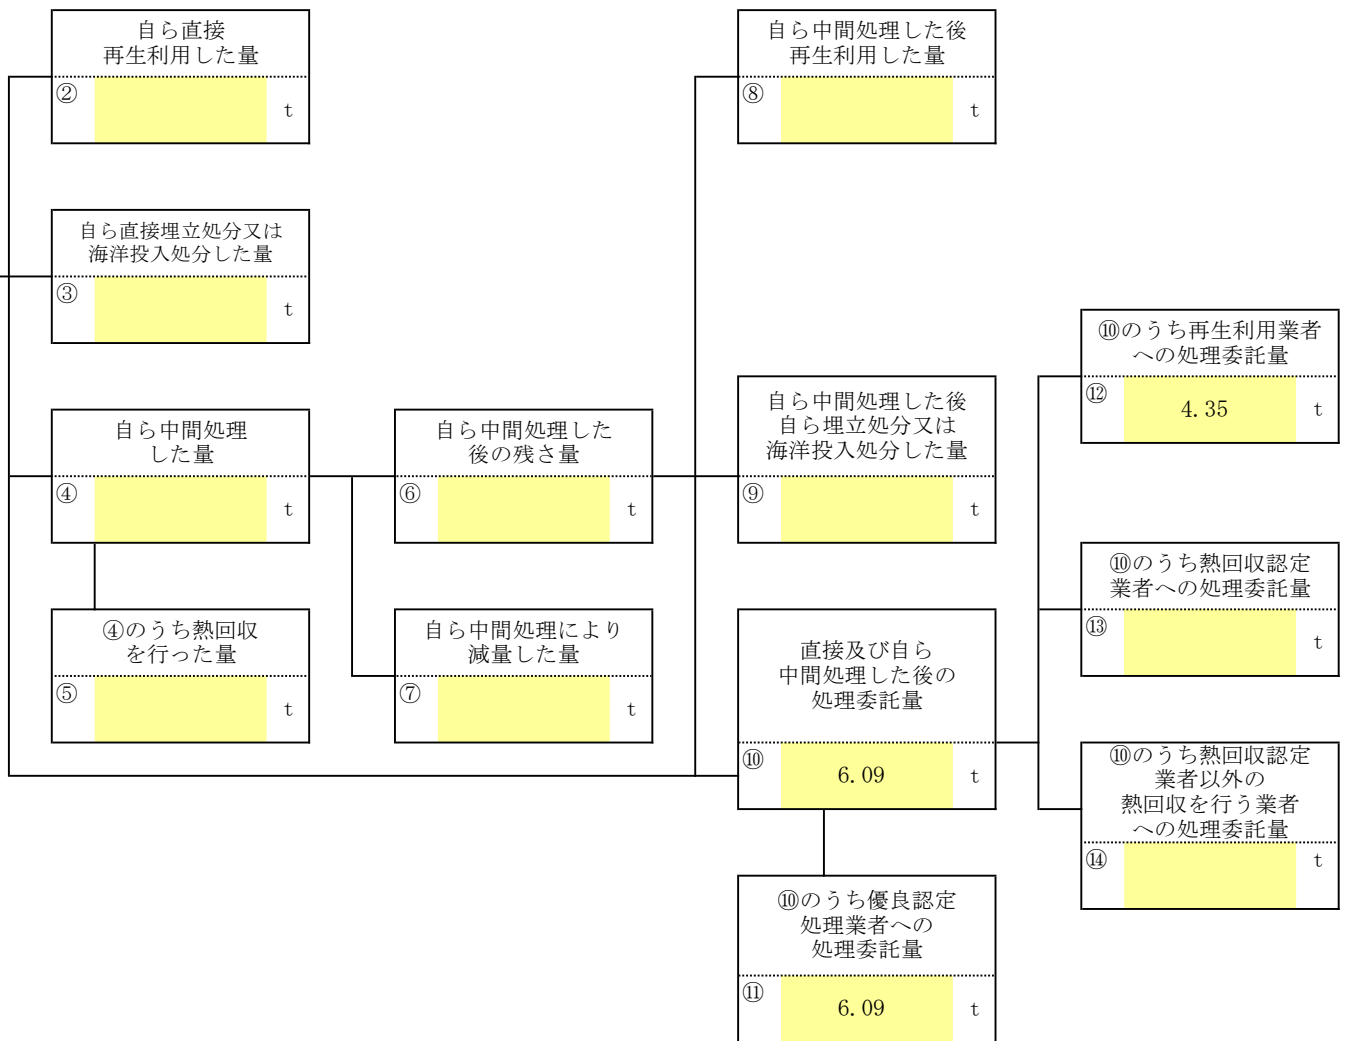 自ら直接
再生利用した量
②
t
自ら中間処理した後
再生利用した量
⑧
t
自ら直接埋立処分又は
海洋投入処分した量
③
t
⑩のうち再生利用業者
への処理委託量
⑫
4.35
t
自ら中間処理
した量
④
t
自ら中間処理した
後の残さ量
⑥
t
自ら中間処理した後
自ら埋立処分又は
海洋投入処分した量
⑨
t
⑩のうち熱回収認定
業者への処理委託量
⑬
t
④のうち熱回収
を行った量
⑤
t
自ら中間処理により
減量した量
⑦
t
直接及び自ら
中間処理した後の
処理委託量
⑩
6.09
t
⑩のうち熱回収認定
業者以外の
熱回収を行う業者
への処理委託量
⑭
t
⑩のうち優良認定
処理業者への
処理委託量
⑪
6.09
t